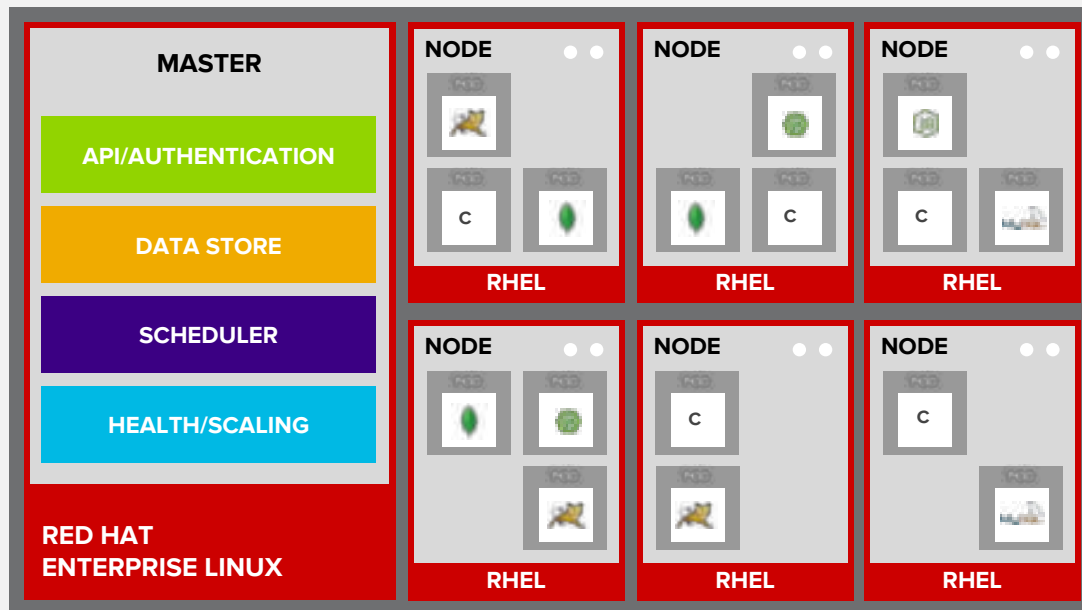 MASTER
API/AUTHENTICATION
DATA STORE
SCHEDULER
HEALTH/SCALING
RED HAT
ENTERPRISE LINUX
NODE
C
RHEL
NODE
C
RHEL
NODE
C
RHEL
NODE
RHEL
NODE
C
RHEL
NODE
C
RHEL